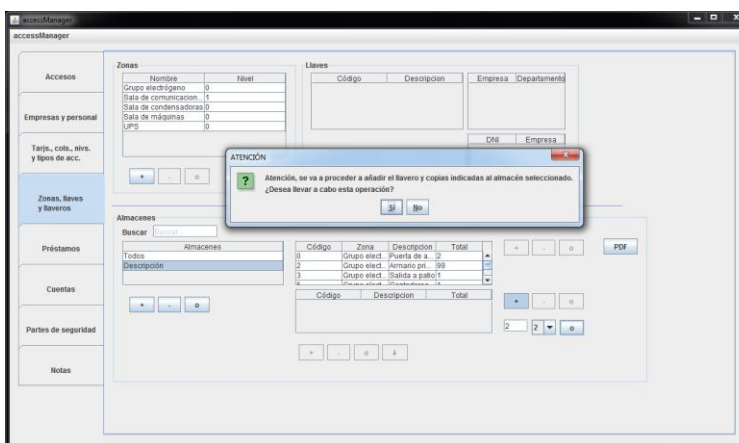 accessManager
accessManager
Accesos
Empresas y personal
Tarjs., cots., nivs.
y tipos de acc.
Zonas, llaves
y llaveros
Préstamos
Cuentas
Partes de seguridad
Notas
Zonas
Nombre Nivel
Grupo electrógeno 0
Sala de comunicacion... 1
Sala de condensadoras 0
Sala de máquinas 0
UPS 0
+ - o
Llaves
Código Descripcion
Empresa Departamento
DNI Empresa
ATENCIÓN
Atención, se va a proceder a añadir el llavero y copias indicadas al almacén seleccionado.
¿Desea llevar a cabo esta operación?
Sí No
Almacenes
Buscar Buscar...
Almacenes
Todos
Descripción
+ - o
Código Zona Descripcion Total
0 Grupo elect... Puerta de a... 2
2 Grupo elect... Armario pri... 99
3 Grupo elect... Salida a patio 1
Código Descripcion Total
+ - o
+ - o
+ - o
2 2 o
PDF